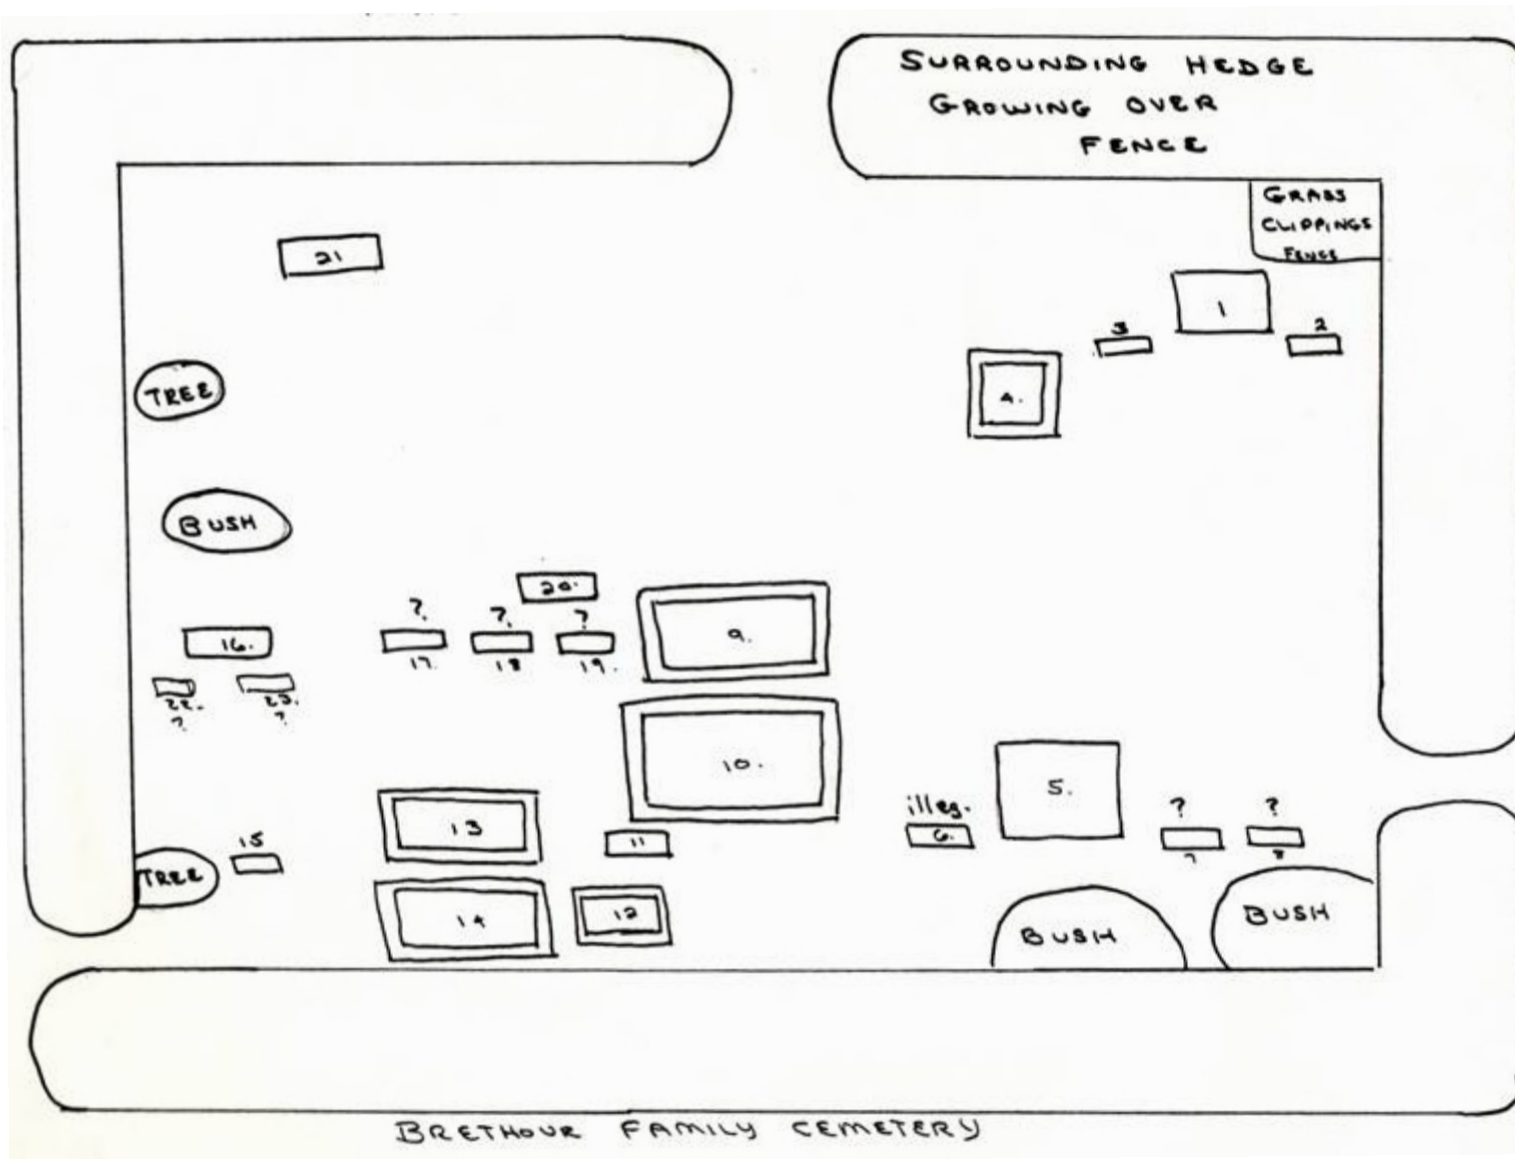 SURROUNDING HEDGE
GROWING OVER
FENCE
GRASS
CLIPPINGS
FENCE
21
1
3
2
4.
TREE
BUSH
20.
?. ?. ?
9.
16.
17. 18 19.
22. 23.
? ?
10.
5.
13
illeg.
6.
? ?
7 8
15
11
TREE
14
12
BUSH
BUSH
BRETHOUR FAMILY CEMETERY